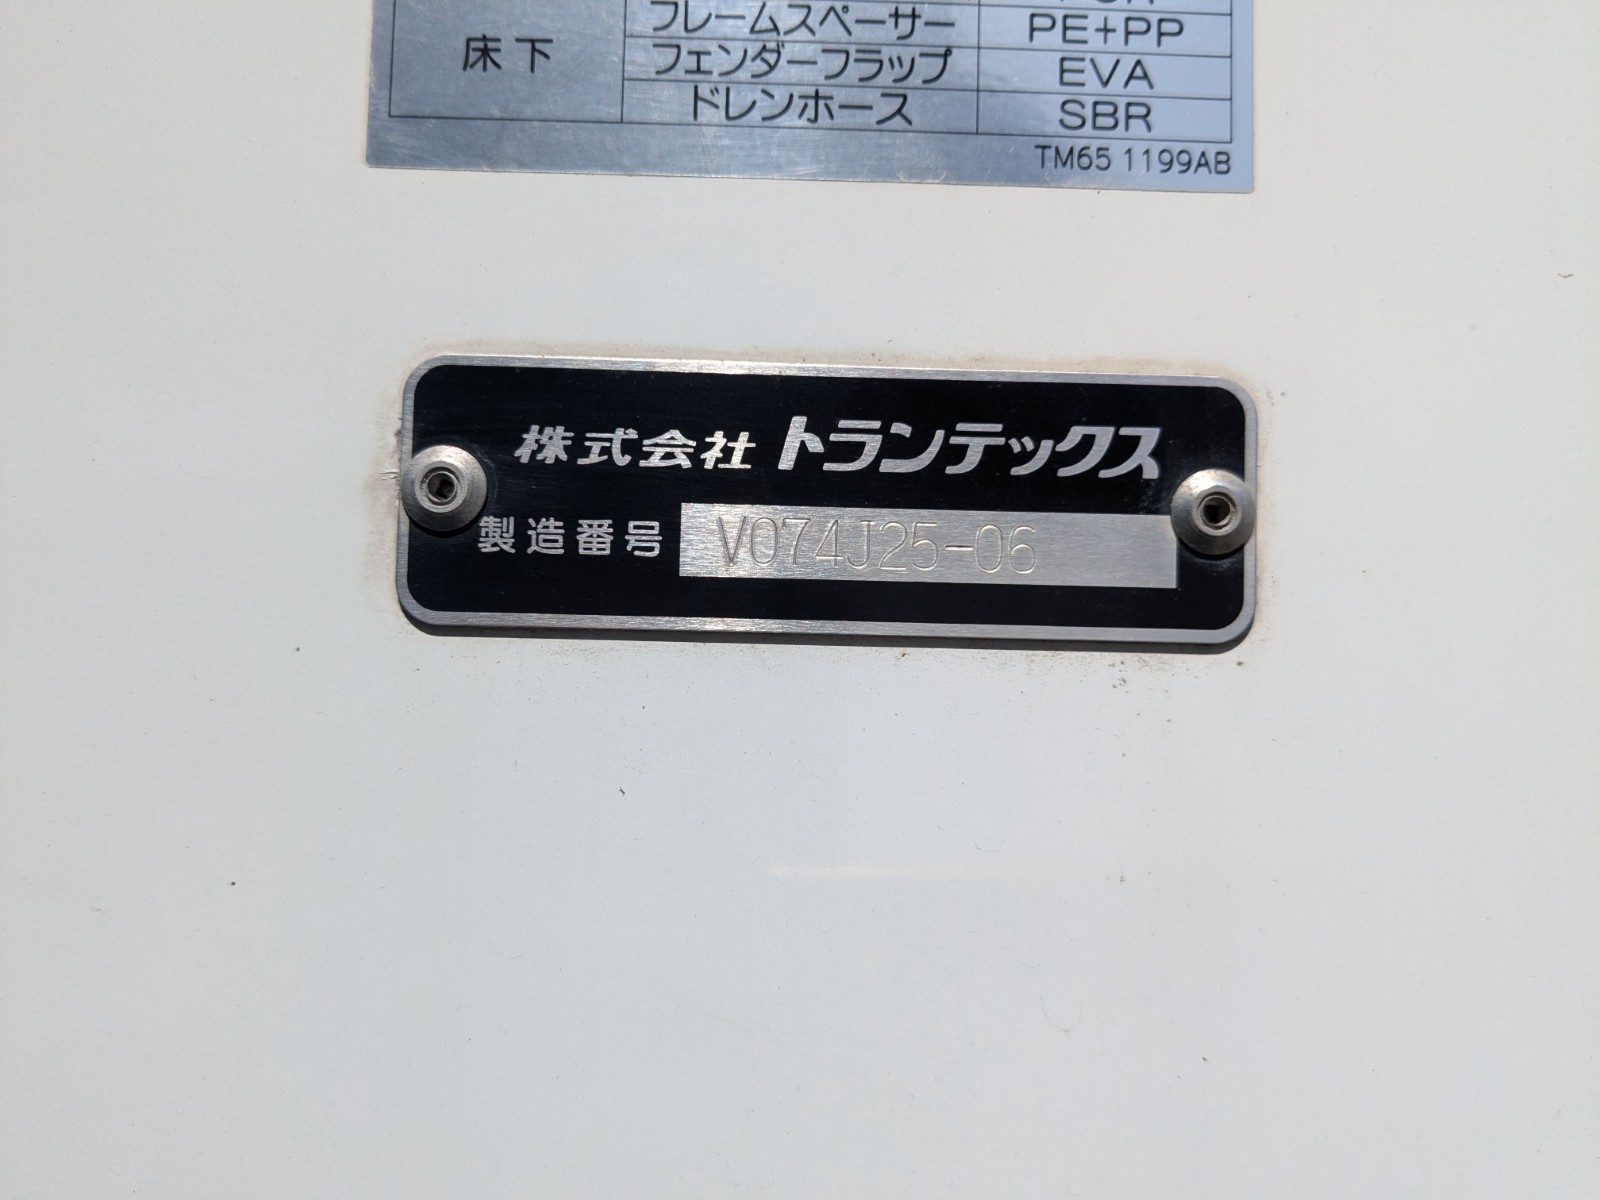 フレームスペーサー PE+PP
床下 フェンダーフラップ EVA
ドレンホース SBR
TM65 1199AB
株式会社 トランテックス
製造番号 V074J25-06